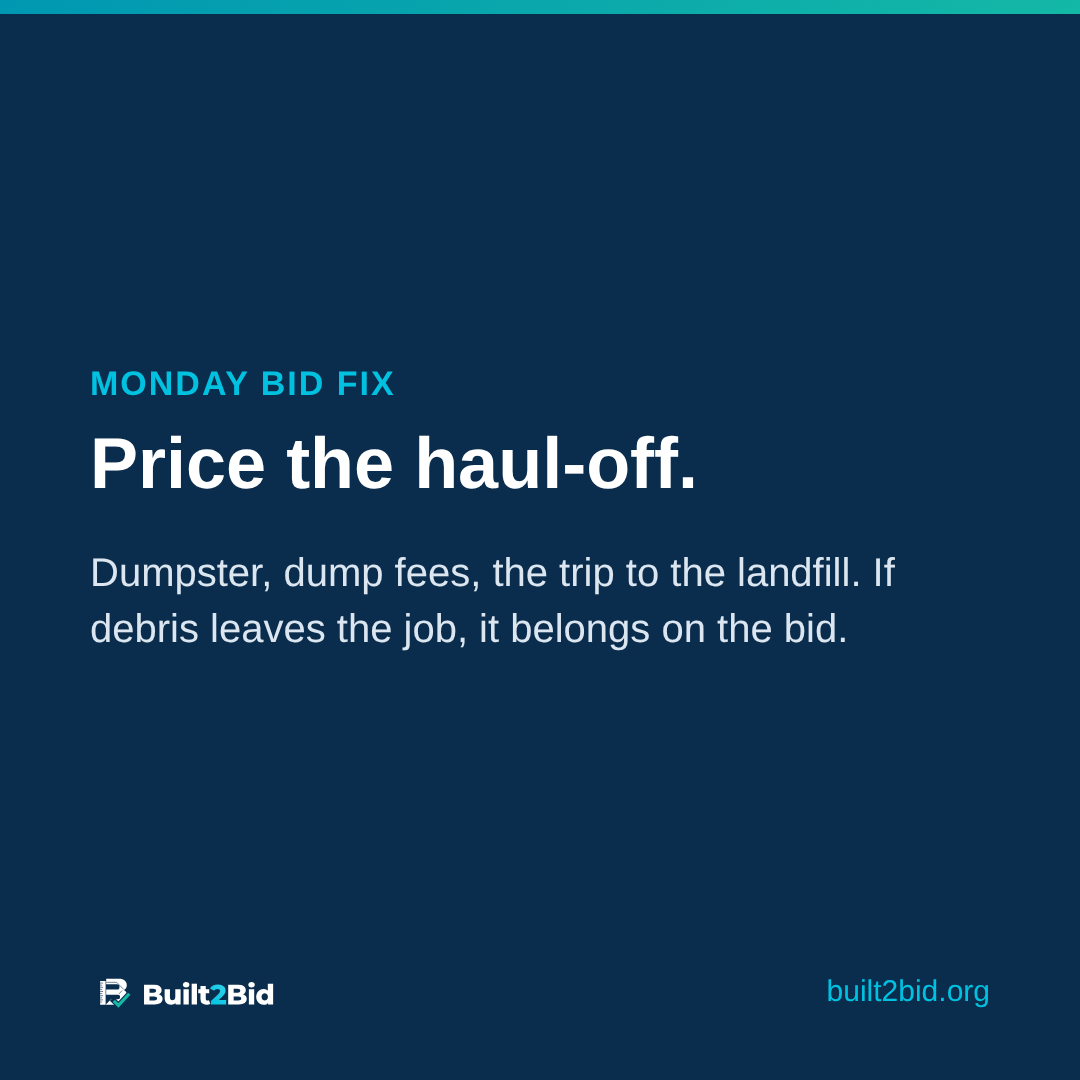 MONDAY BID FIX
Price the haul-off.
Dumpster, dump fees, the trip to the landfill. If
debris leaves the job, it belongs on the bid.
Built2Bid
built2bid.org